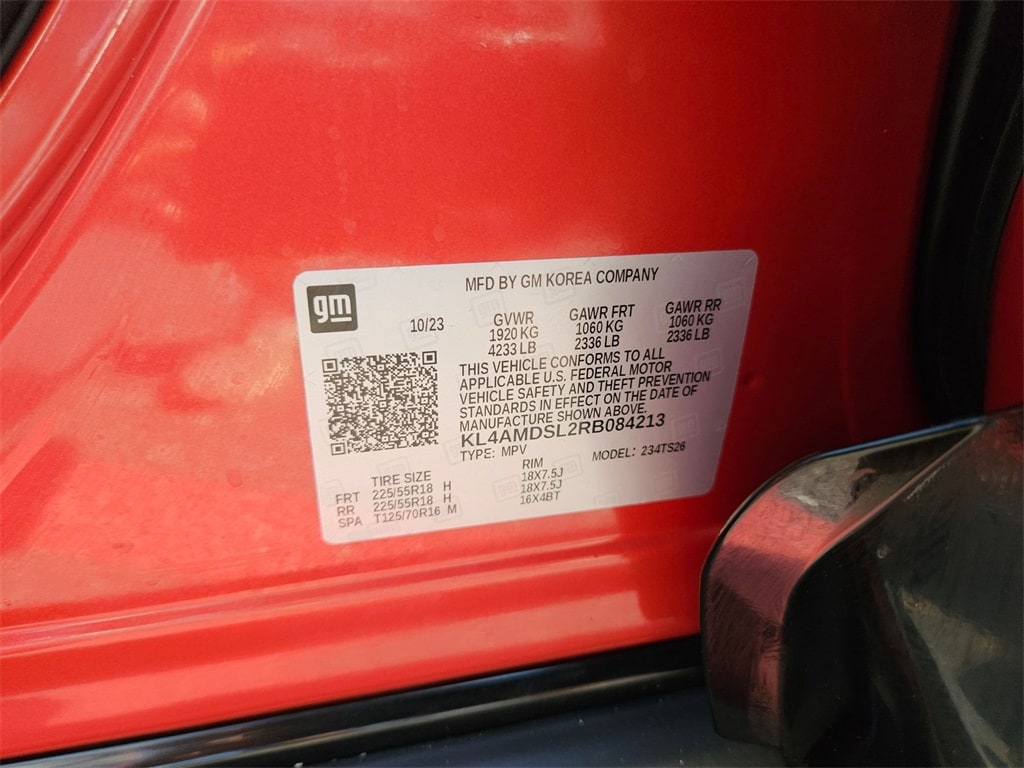 MFD BY GM KOREA COMPANY
gm
10/23
GVWR
1920 KG
4233 LB
GAWR FRT
1060 KG
2336 LB
GAWR RR
1060 KG
2336 LB
THIS VEHICLE CONFORMS TO ALL
APPLICABLE U.S. FEDERAL MOTOR
VEHICLE SAFETY AND THEFT PREVENTION
STANDARDS IN EFFECT ON THE DATE OF
MANUFACTURE SHOWN ABOVE.
KL4AMDSL2RB084213
TYPE: MPV MODEL: 234TS26
TIRE SIZE RIM
FRT 225/55R18 H 18X7.5J
RR 225/55R18 H 18X7.5J
SPA T125/70R16 M 16X4BT